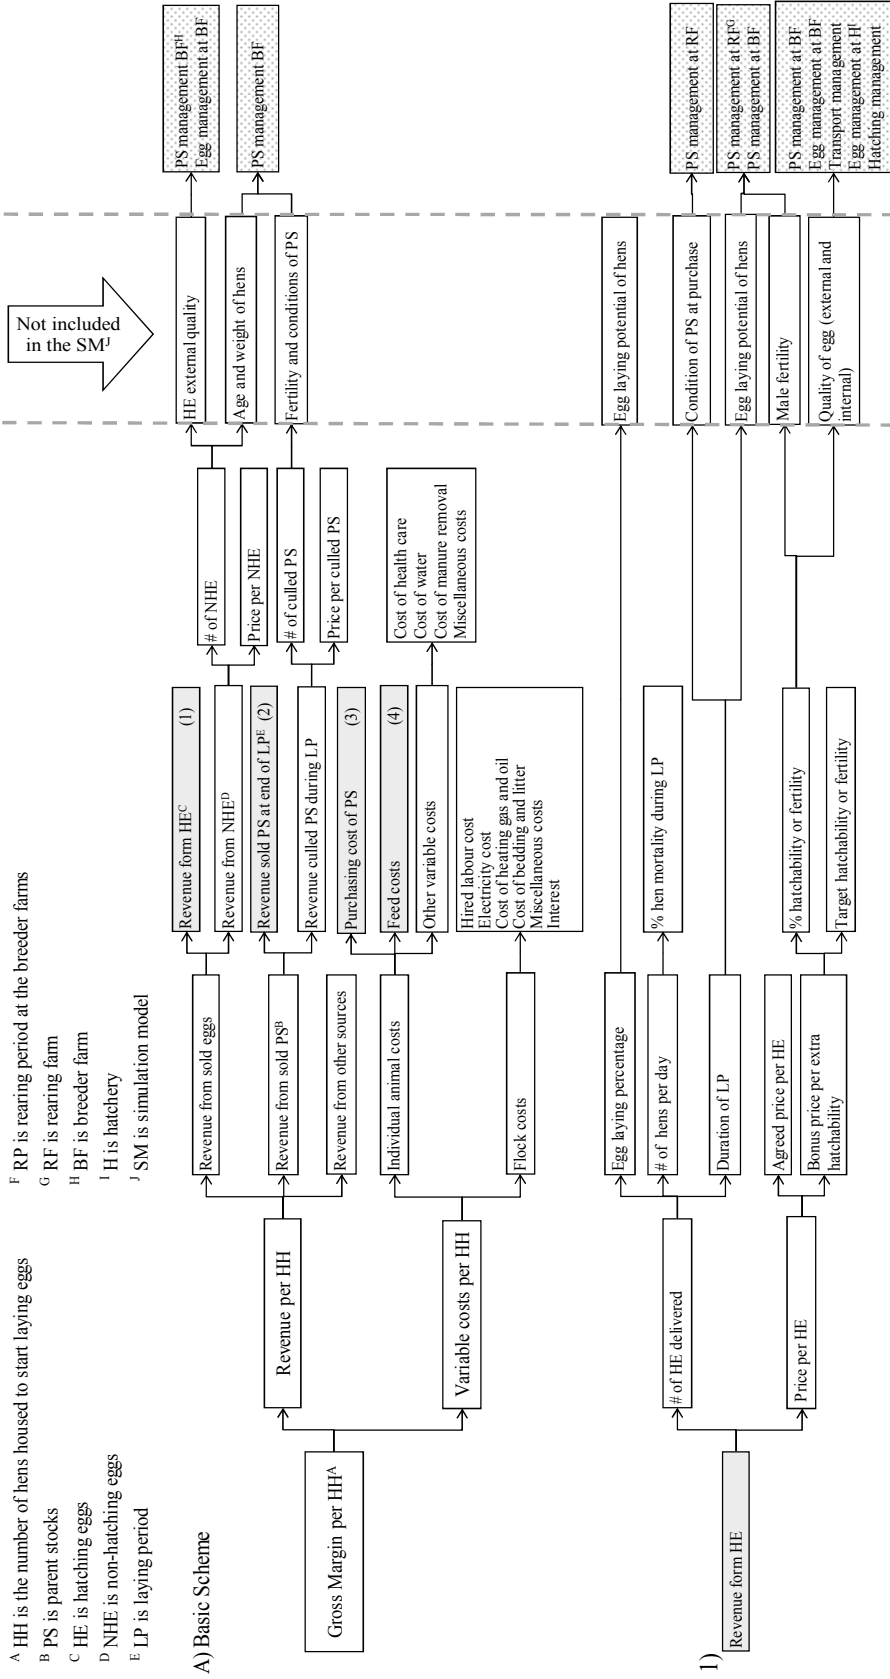 A HH is the number of hens housed to start laying eggs
B PS is parent stocks
C HE is hatching eggs
D NHE is non-hatching eggs
E LP is laying period
F RP is rearing period at the breeder farms
G RF is rearing farm
H BF is breeder farm
I H is hatchery
J SM is simulation model
Not included
in the SMJ
A) Basic Scheme
Gross Margin per HHA
Revenue per HH
Variable costs per HH
Revenue from sold eggs
Revenue from sold PSB
Revenue from other sources
Individual animal costs
Flock costs
Revenue form HEC (1)
Revenue from NHED
Revenue sold PS at end of LPE (2)
Revenue culled PS during LP
Purchasing cost of PS (3)
Feed costs (4)
Other variable costs
Hired labour cost
Electricity cost
Cost of heating gas and oil
Cost of bedding and litter
Miscellaneous costs
Interest
# of NHE
Price per NHE
# of culled PS
Price per culled PS
Cost of health care
Cost of water
Cost of manure removal
Miscellaneous costs
HE external quality
Age and weight of hens
Fertility and conditions of PS
PS management BFH
Egg management at BF
PS management BF
1)
Revenue form HE
# of HE delivered
Price per HE
Egg laying percentage
# of hens per day
Duration of LP
Agreed price per HE
Bonus price per extra
hatchability
% hen mortality during LP
% hatchability or fertility
Target hatchability or fertility
Egg laying potential of hens
Condition of PS at purchase
Egg laying potential of hens
Male fertility
Quality of egg (external and
internal)
PS management at RF
PS management at RFG
PS management at BF
PS management at BF
Egg management at BF
Transport management
Egg management at HI
Hatching management